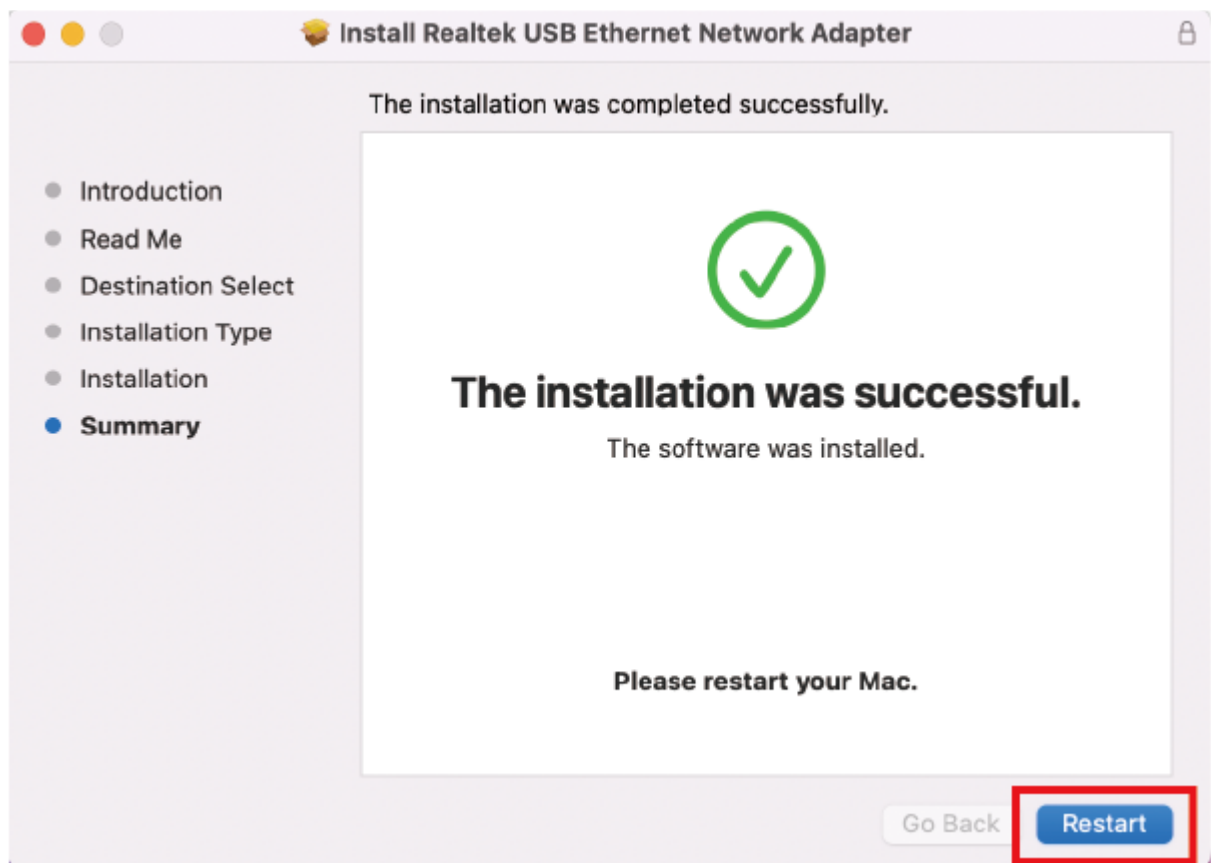 Install Realtek USB Ethernet Network Adapter
The installation was completed successfully.
Introduction
Read Me
Destination Select
Installation Type
Installation
Summary
The installation was successful.
The software was installed.
Please restart your Mac.
Go Back
Restart